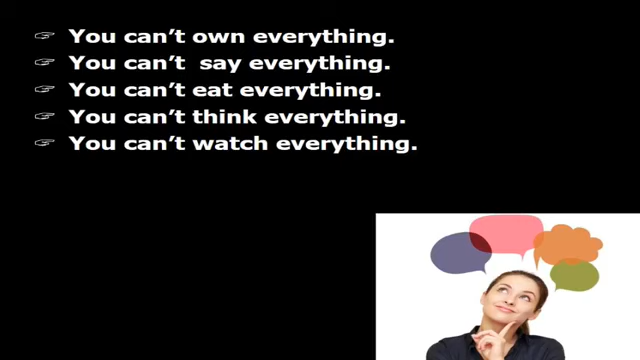 ☞ You can’t own everything.
☞ You can’t  say everything.
☞ You can’t eat everything.
☞ You can’t think everything.
☞ You can’t watch everything.